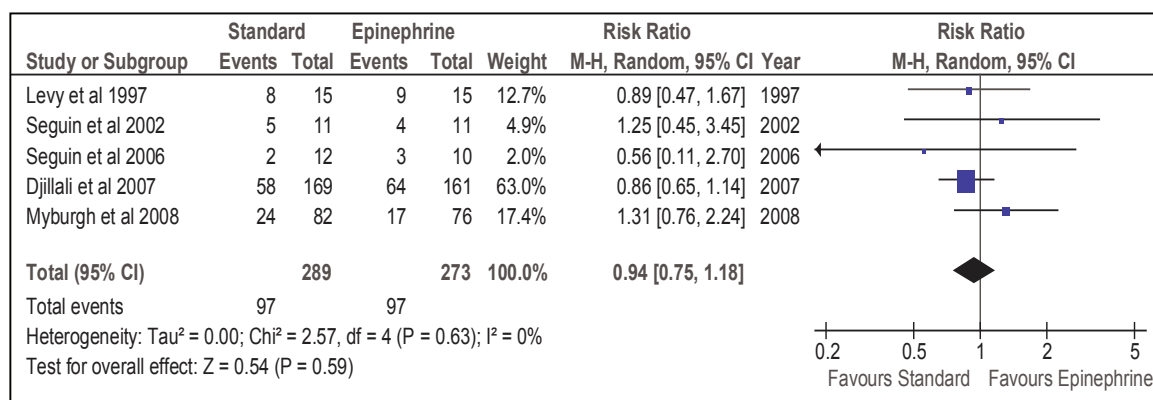 Standard Epinephrine Risk Ratio Risk Ratio
Study or Subgroup Events Total Events Total Weight M-H, Random, 95% CI Year M-H, Random, 95% CI
Levy et al 1997 8 15 9 15 12.7% 0.89 [0.47, 1.67] 1997
Seguin et al 2002 5 11 4 11 4.9% 1.25 [0.45, 3.45] 2002
Seguin et al 2006 2 12 3 10 2.0% 0.56 [0.11, 2.70] 2006
Djillali et al 2007 58 169 64 161 63.0% 0.86 [0.65, 1.14] 2007
Myburgh et al 2008 24 82 17 76 17.4% 1.31 [0.76, 2.24] 2008
Total (95% CI) 289 273 100.0% 0.94 [0.75, 1.18]
Total events 97 97
Heterogeneity: Tau² = 0.00; Chi² = 2.57, df = 4 (P = 0.63); I² = 0%
Test for overall effect: Z = 0.54 (P = 0.59)
0.2 0.5 1 2 5
Favours Standard Favours Epinephrine